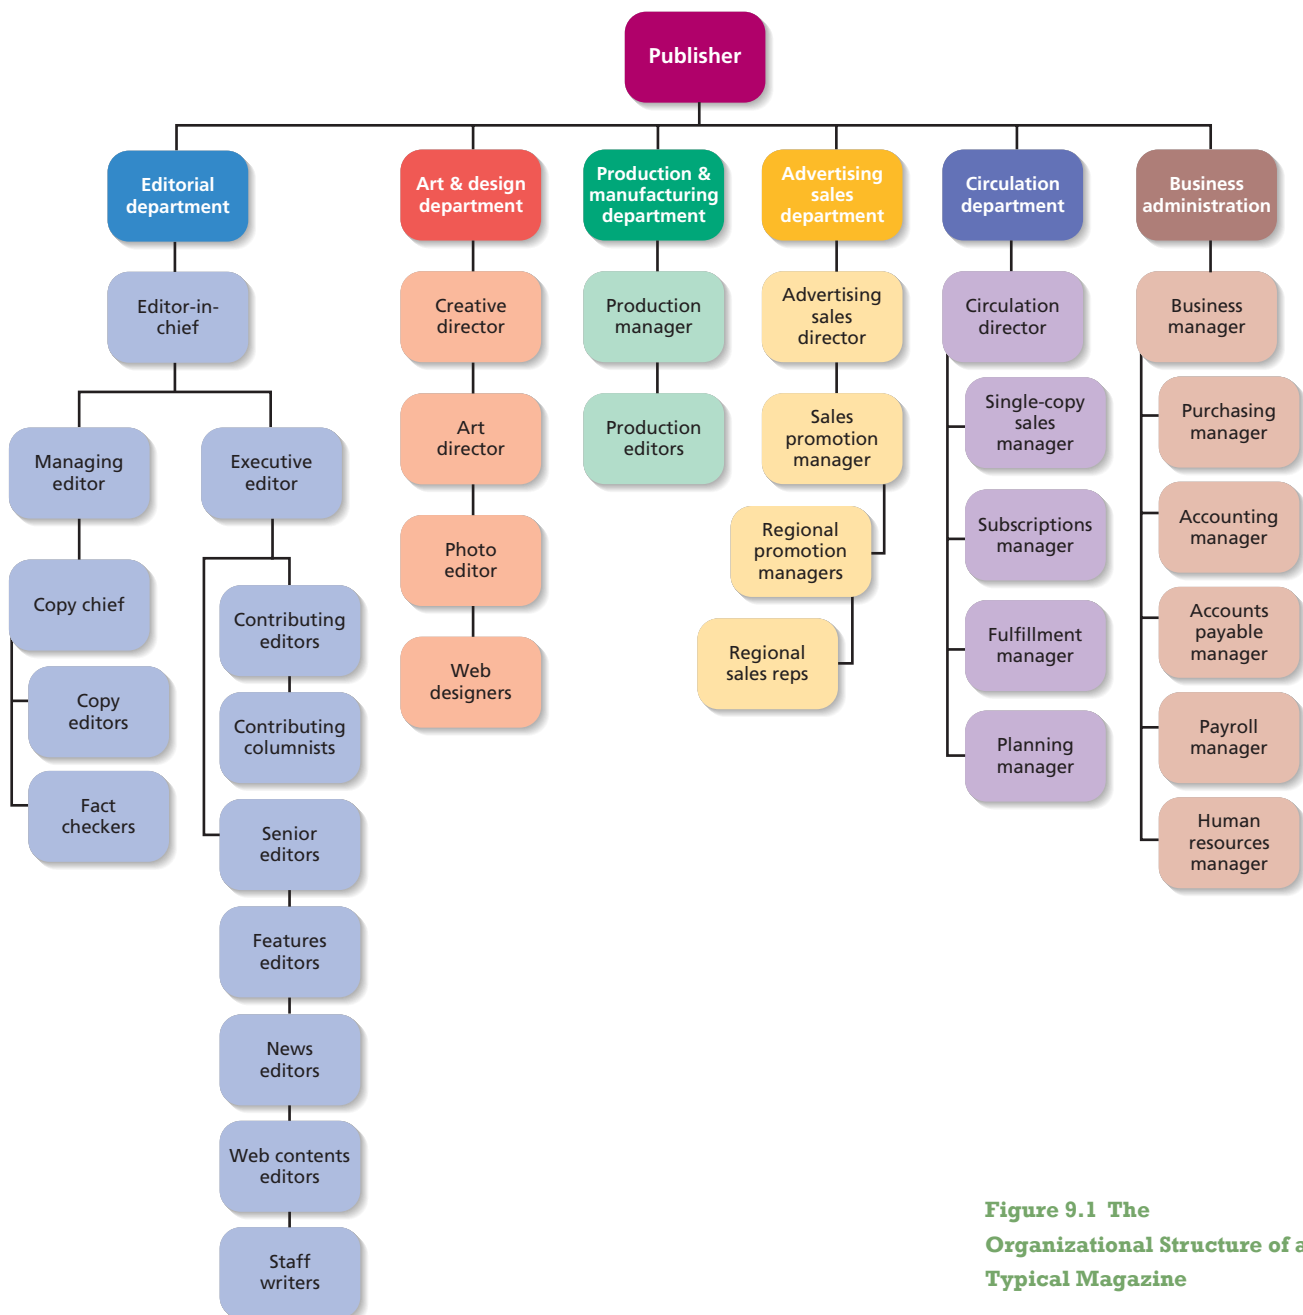 Publisher
Editorial
department
Art & design
department
Production &
manufacturing
department
Advertising
sales
department
Circulation
department
Business
administration
Editor-in-
chief
Creative
director
Production
manager
Advertising
sales
director
Circulation
director
Business
manager
Managing
editor
Executive
editor
Art
director
Production
editors
Sales
promotion
manager
Single-copy
sales
manager
Purchasing
manager
Copy chief
Contributing
editors
Photo
editor
Regional
promotion
managers
Subscriptions
manager
Accounting
manager
Copy
editors
Contributing
columnists
Web
designers
Regional
sales reps
Fulfillment
manager
Accounts
payable
manager
Fact
checkers
Senior
editors
Planning
manager
Payroll
manager
Human
resources
manager
Features
editors
News
editors
Web contents
editors
Staff
writers
Figure 9.1 The
Organizational Structure of a
Typical Magazine